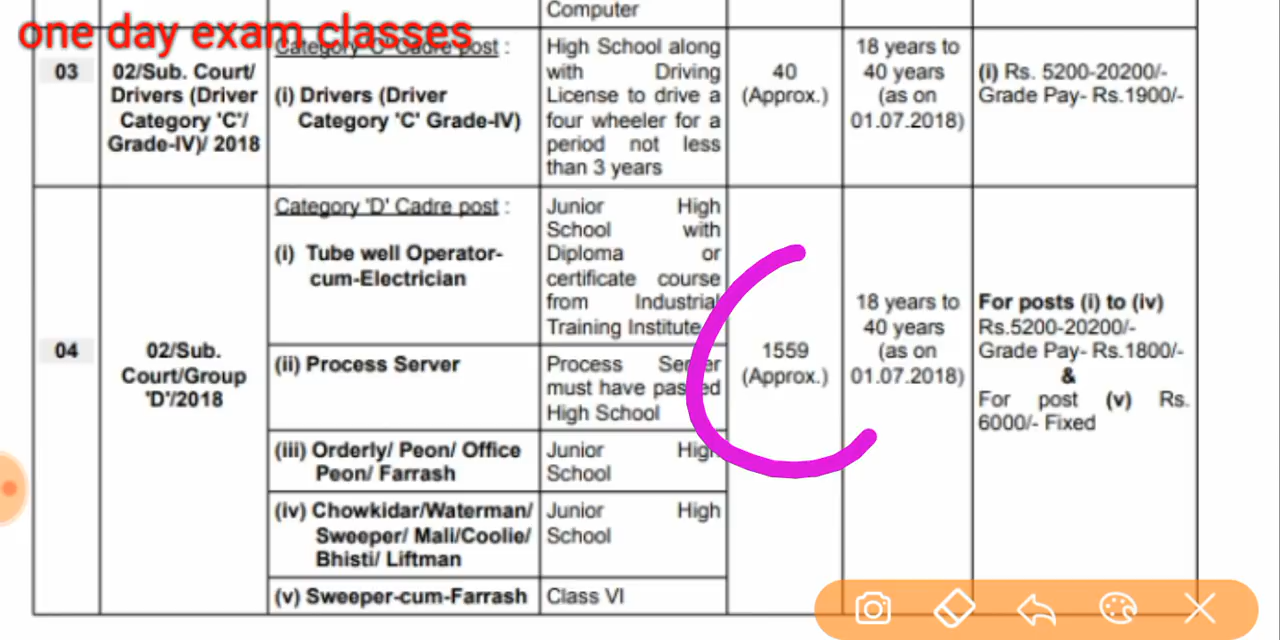 Computer
one day exam classes
03
02/Sub. Court/
Drivers (Driver
Category 'C'/
Grade-IV)/ 2018
Category 'C' Cadre post :
(i) Drivers (Driver
Category 'C' Grade-IV)
High School along
with Driving
License to drive a
four wheeler for a
period not less
than 3 years
40
(Approx.)
18 years to
40 years
(as on
01.07.2018)
(i) Rs. 5200-20200/-
Grade Pay- Rs.1900/-
04
02/Sub.
Court/Group
'D'/2018
Category 'D' Cadre post :
(i) Tube well Operator-
cum-Electrician
Junior High
School with
Diploma or
certificate course
from Industrial
Training Institute
(ii) Process Server
Process Server
must have passed
High School
(iii) Orderly/ Peon/ Office
Peon/ Farrash
Junior High
School
(iv) Chowkidar/Waterman/
Sweeper/ Mali/Coolie/
Bhisti/ Liftman
Junior High
School
(v) Sweeper-cum-Farrash
Class VI
1559
(Approx.)
18 years to
40 years
(as on
01.07.2018)
For posts (i) to (iv)
Rs.5200-20200/-
Grade Pay- Rs.1800/-
&
For post (v) Rs.
6000/- Fixed